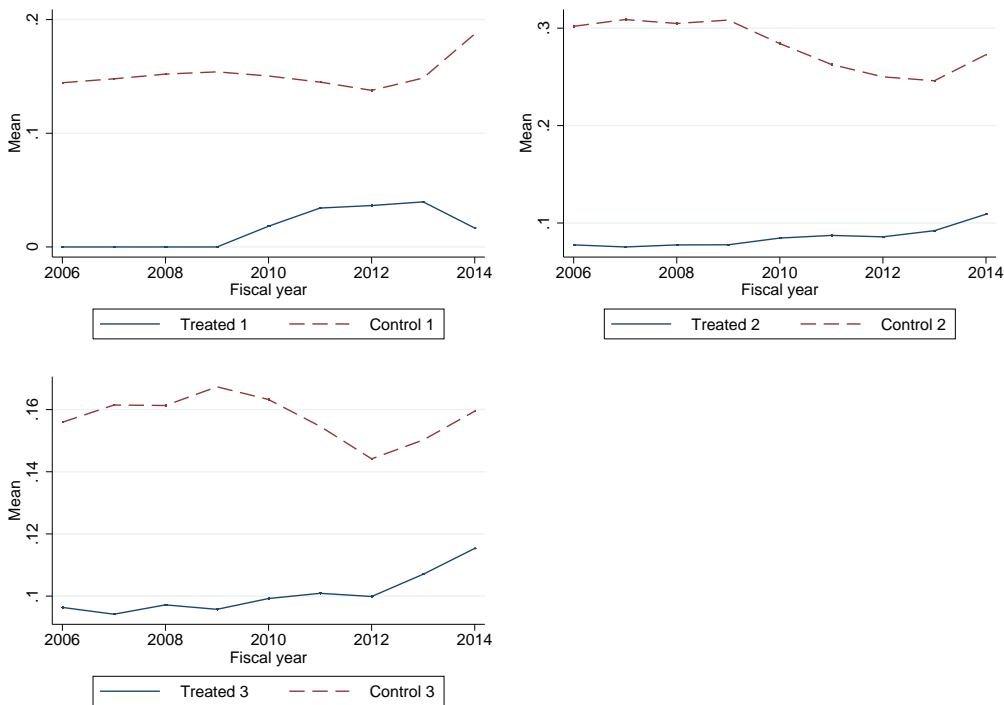 .2
.1
0
Mean
2006 2008 2010 2012 2014
Fiscal year
Treated 1 Control 1
.3
.2
.1
Mean
2006 2008 2010 2012 2014
Fiscal year
Treated 2 Control 2
.16
.14
.12
.1
Mean
2006 2008 2010 2012 2014
Fiscal year
Treated 3 Control 3